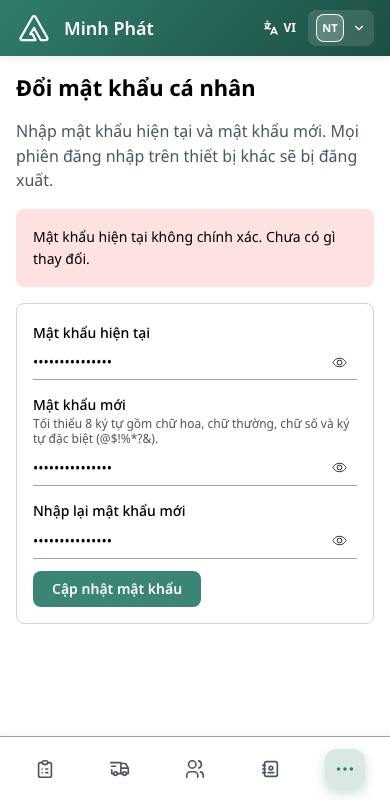 Minh Phát
VI
NT
Đổi mật khẩu cá nhân
Nhập mật khẩu hiện tại và mật khẩu mới. Mọi
phiên đăng nhập trên thiết bị khác sẽ bị đăng
xuất.
Mật khẩu hiện tại không chính xác. Chưa có gì
thay đổi.
Mật khẩu hiện tại
•••••••••••••••
Mật khẩu mới
Tối thiểu 8 ký tự gồm chữ hoa, chữ thường, chữ số và ký
tự đặc biệt (@$!%*?&).
•••••••••••••••
Nhập lại mật khẩu mới
•••••••••••••••
Cập nhật mật khẩu